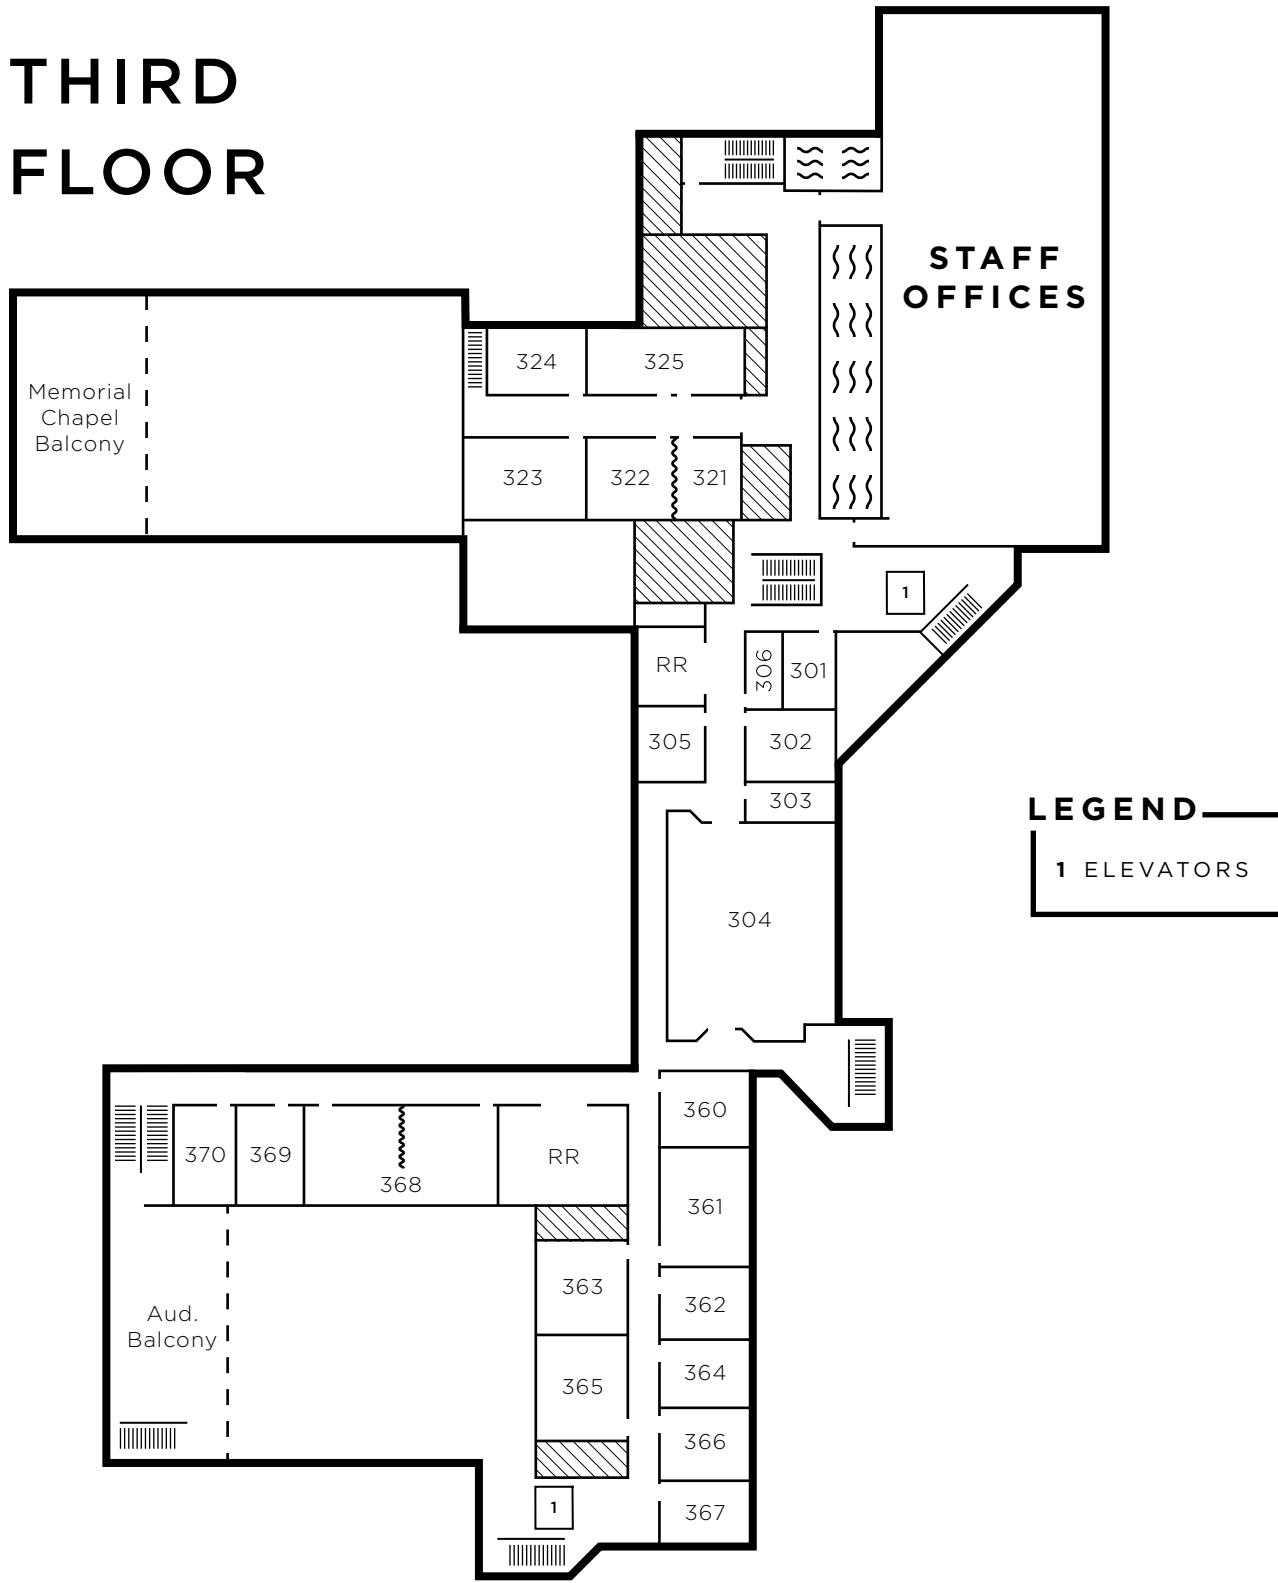 THIRD
FLOOR
STAFF
OFFICES
324
325
Memorial
Chapel
Balcony
323
322
321
1
RR
306
301
305
302
303
LEGEND
1 ELEVATORS
304
360
370
369
368
RR
361
363
362
Aud.
Balcony
365
364
366
1
367